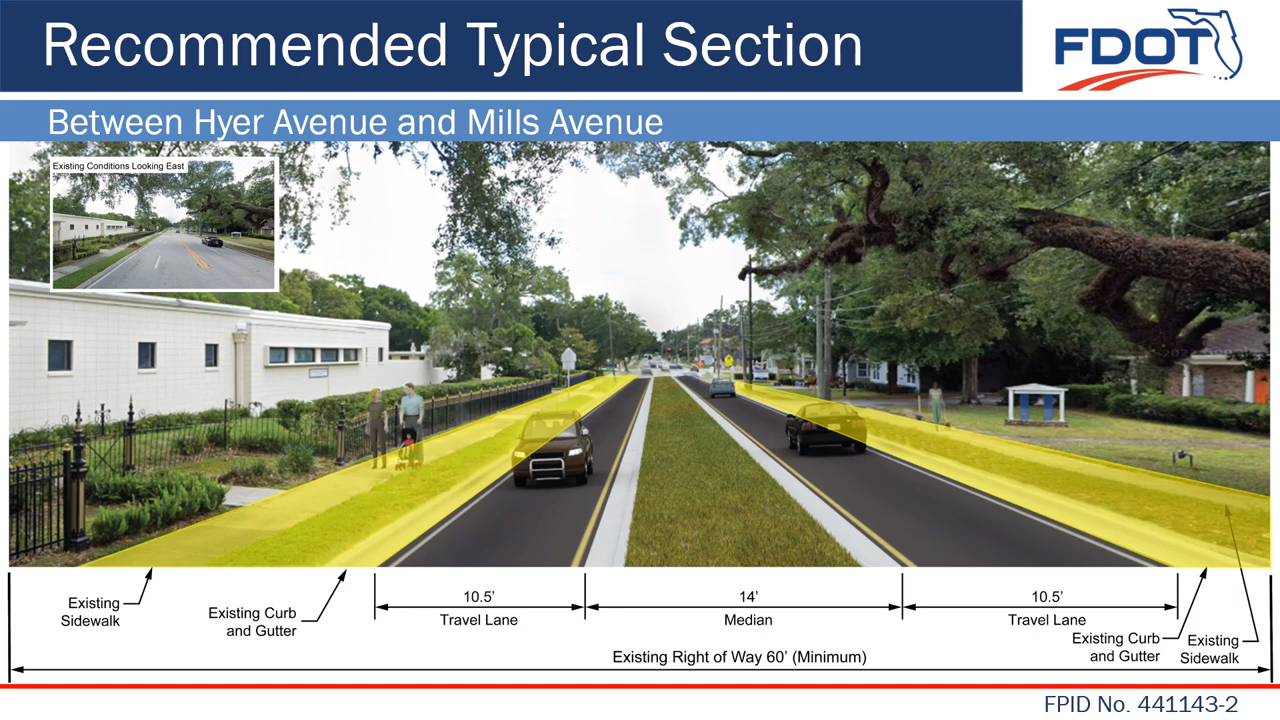 Recommended Typical Section
FDOT
Between Hyer Avenue and Mills Avenue
Existing Conditions Looking East
10.5’
Travel Lane
14’
Median
10.5’
Travel Lane
Existing
Sidewalk
Existing Curb
and Gutter
Existing Curb
and Gutter
Existing
Sidewalk
Existing Right of Way 60’ (Minimum)
FPID No. 441143-2